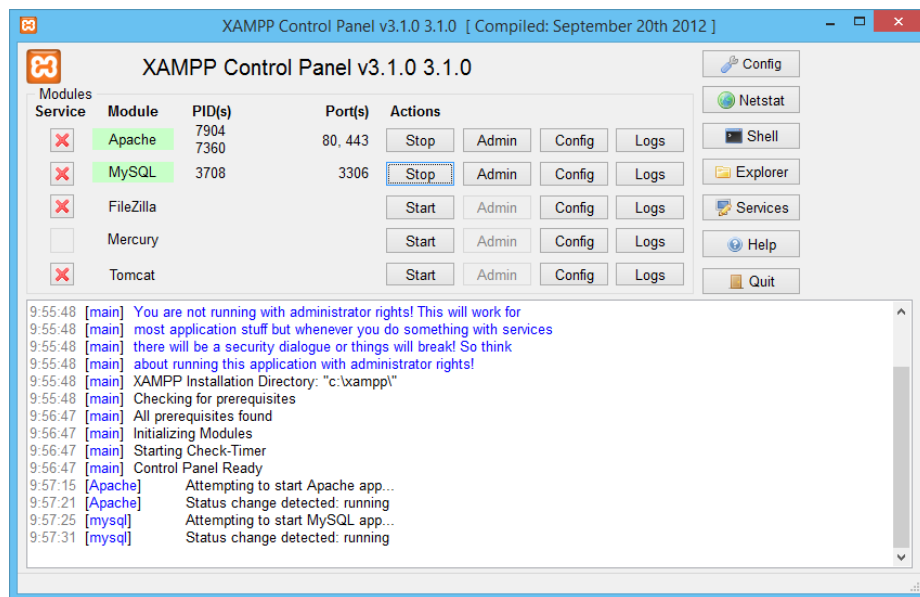 XAMPP Control Panel v3.1.0 3.1.0 [ Compiled: September 20th 2012 ]
XAMPP Control Panel v3.1.0 3.1.0
Config
Modules
Netstat
Service Module PID(s) Port(s) Actions
Apache 7904 7360 80, 443 Stop Admin Config Logs
Shell
MySQL 3708 3306 Stop Admin Config Logs
Explorer
FileZilla Start Admin Config Logs
Services
Mercury Start Admin Config Logs
Help
Tomcat Start Admin Config Logs
Quit
9:55:48 [main] You are not running with administrator rights! This will work for
9:55:48 [main] most application stuff but whenever you do something with services
9:55:48 [main] there will be a security dialogue or things will break! So think
9:55:48 [main] about running this application with administrator rights!
9:55:48 [main] XAMPP Installation Directory: "c:\xampp\"
9:55:48 [main] Checking for prerequisites
9:56:47 [main] All prerequisites found
9:56:47 [main] Initializing Modules
9:56:47 [main] Starting Check-Timer
9:56:47 [main] Control Panel Ready
9:57:15 [Apache] Attempting to start Apache app...
9:57:21 [Apache] Status change detected: running
9:57:25 [mysql] Attempting to start MySQL app...
9:57:31 [mysql] Status change detected: running